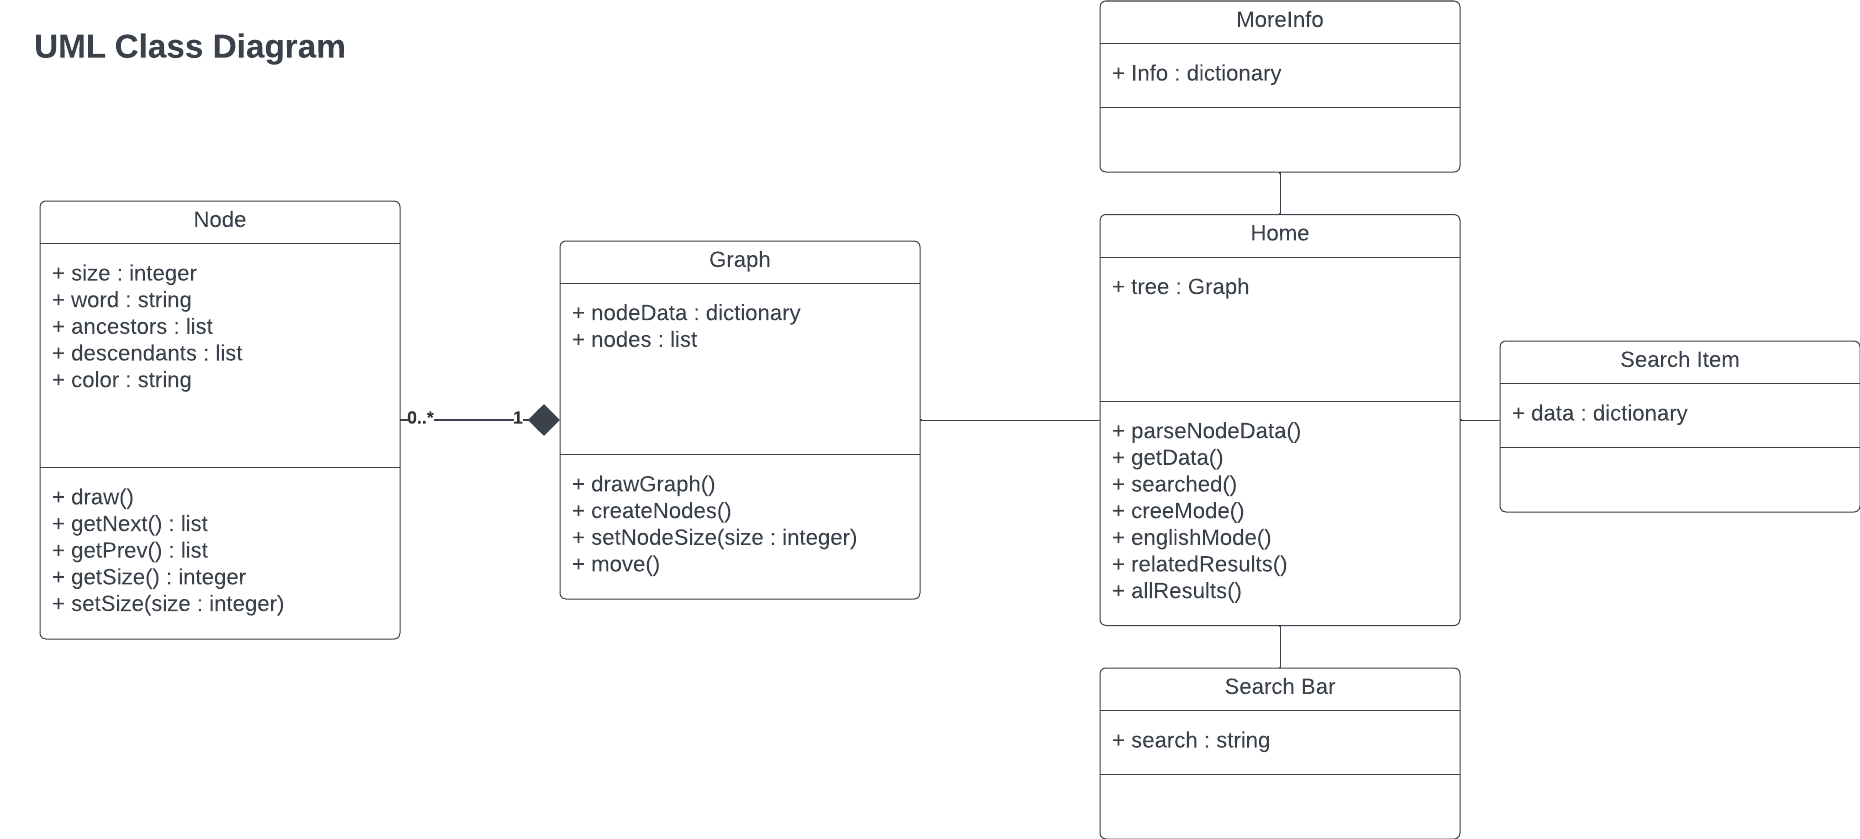 UML Class Diagram
MoreInfo
+ Info : dictionary
Node
+ size : integer
+ word : string
+ ancestors : list
+ descendants : list
+ color : string
+ draw()
+ getNext() : list
+ getPrev() : list
+ getSize() : integer
+ setSize(size : integer)
0..*
1
Graph
+ nodeData : dictionary
+ nodes : list
+ drawGraph()
+ createNodes()
+ setNodeSize(size : integer)
+ move()
Home
+ tree : Graph
+ parseNodeData()
+ getData()
+ searched()
+ creeMode()
+ englishMode()
+ relatedResults()
+ allResults()
Search Item
+ data : dictionary
Search Bar
+ search : string